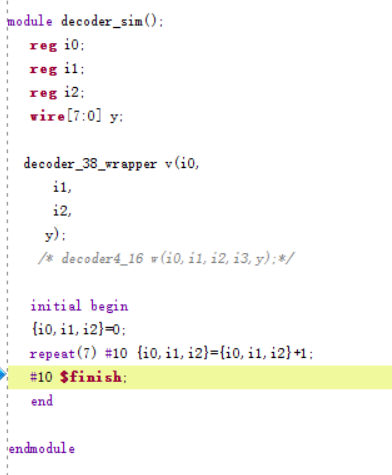 module decoder_sim();
reg i0;
reg i1;
reg i2;
wire[7:0] y;
decoder_38_wrapper v(i0,
i1,
i2,
y);
/* decoder4_16 w(i0,i1,i2,i3,y);*/
initial begin
{i0,i1,i2}=0;
repeat(7) #10 {i0,i1,i2}={i0,i1,i2}+1;
#10 $finish;
end
endmodule